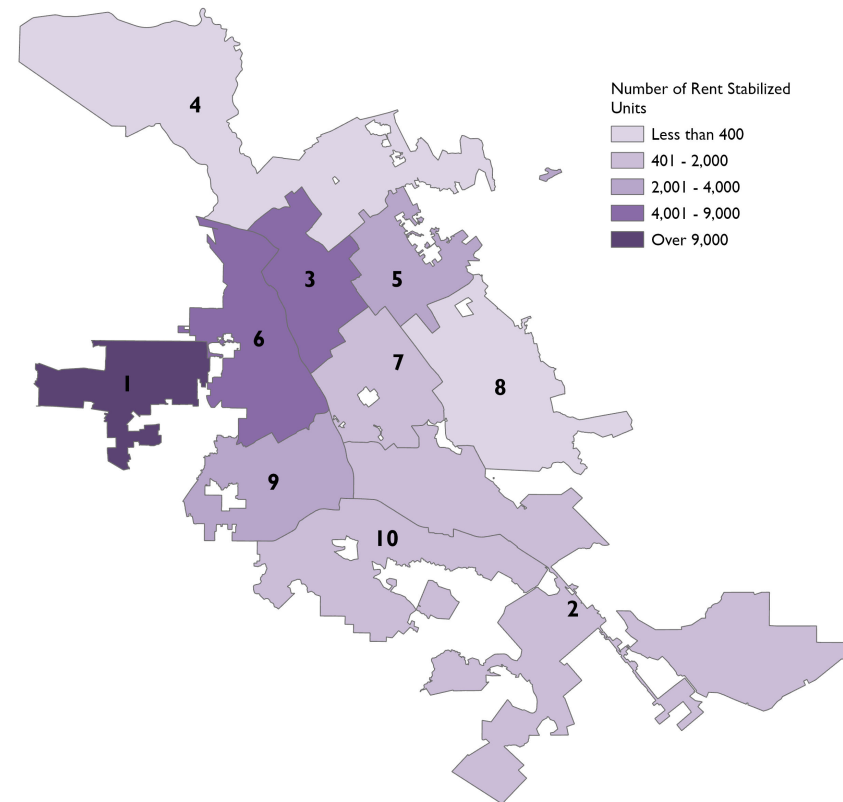 Number of Rent Stabilized
Units
Less than 400
401 - 2,000
2,001 - 4,000
4,001 - 9,000
Over 9,000
4
3
5
6
7
1
8
9
10
2